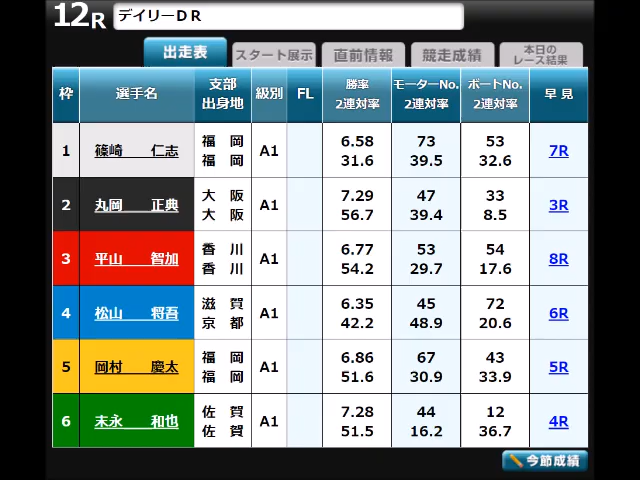 12R デイリーDR
出走表 スタート展示 直前情報 競走成績 本日の
レース結果
枠 選手名 支部 級別 FL 勝率 モーターNo. ボートNo. 早見
出身地 2連対率 2連対率 2連対率
1 篠崎 仁志 福岡 A1 6.58 73 53 7R
福岡 31.6 39.5 32.6
2 丸岡 正典 大阪 A1 7.29 47 33 3R
大阪 56.7 39.4 8.5
3 平山 智加 香川 A1 6.77 53 54 8R
香川 54.2 29.7 17.6
4 松山 将吾 滋賀 A1 6.35 45 72 6R
京都 42.2 48.9 20.6
5 岡村 慶太 福岡 A1 6.86 67 43 5R
福岡 51.6 30.9 33.9
6 末永 和也 佐賀 A1 7.28 44 12 4R
佐賀 51.5 16.2 36.7
今節成績